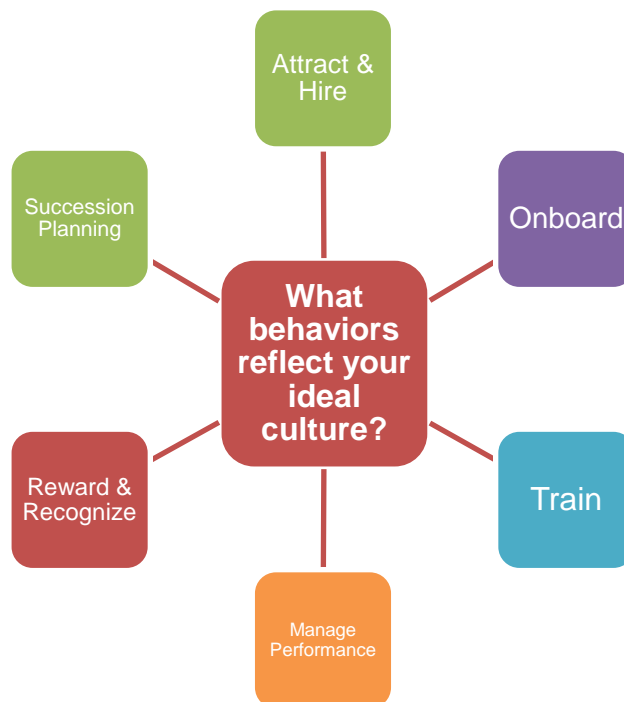 Attract &
Hire
Onboard
Succession
Planning
What
behaviors
reflect your
ideal
culture?
Train
Reward &
Recognize
Manage
Performance